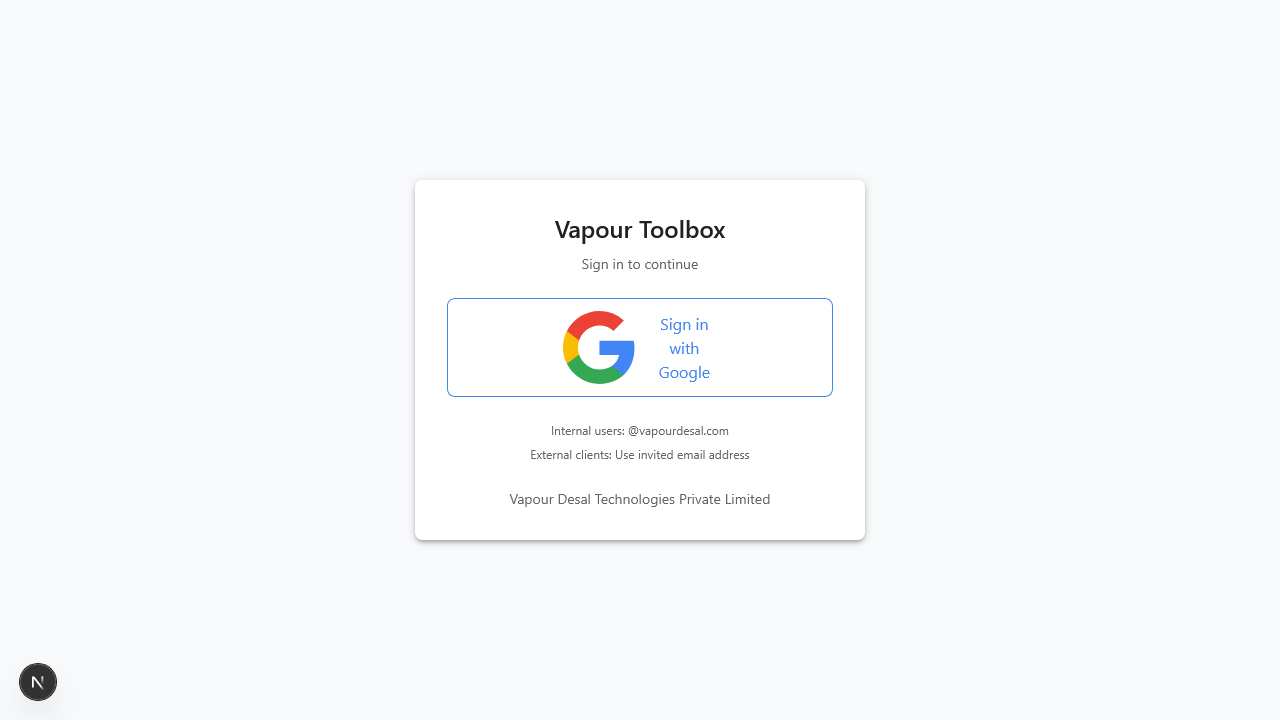 Vapour Toolbox
Sign in to continue
Sign in
with
Google
Internal users: @vapourdesal.com
External clients: Use invited email address
Vapour Desal Technologies Private Limited
N